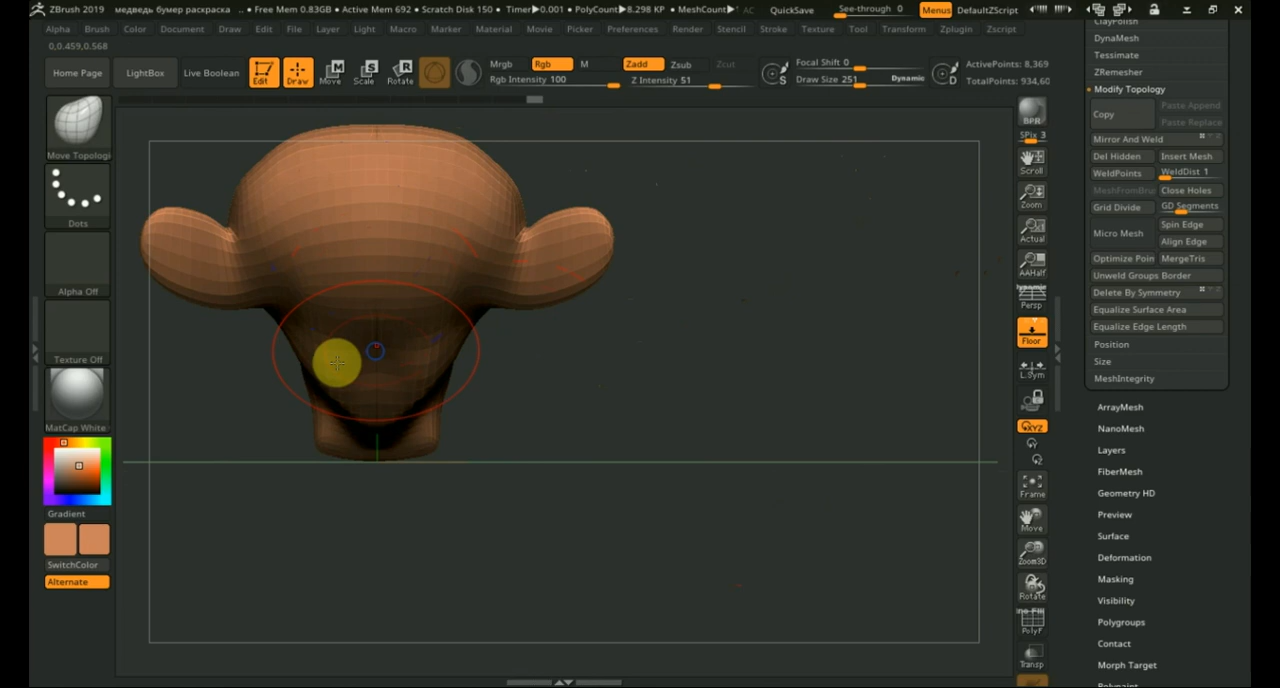 ZBrush 2019 медведь бумер раскраска ... • Free Mem 0.83GB • Active Mem 692 • Scratch Disk 150 • Timer▶0.001 • PolyCount▶8.298 KP • MeshCount▶ AC QuickSave See-through 0 Menus DefaultZScript
Alpha Brush Color Document Draw Edit File Layer Light Macro Marker Material Movie Picker Preferences Render Stencil Stroke Texture Tool Transform Zplugin Zscript
0,0.459,0.568
Home Page LightBox Live Boolean Edit Draw Move Scale Rotate
Mrgb Rgb M Zadd Zsub Zcut
Rgb Intensity 100 Z Intensity 51
Focal Shift 0
Draw Size 251 Dynamic
S
D
ActivePoints: 8,369
TotalPoints: 934,60
Move Topologi
Dots
Alpha Off
Texture Off
MatCap White
Gradient
SwitchColor
Alternate
BPR
SPix 3
Scroll
Zoom
Actual
AAHalf
Dynamic
Persp
Floor
L.Sym
XYZ
Frame
Move
Zoom3D
Rotate
PolyF
Transp
ClayPolish
DynaMesh
Tessimate
ZRemesher
Modify Topology
Copy Paste Append
Paste Replace
Mirror And Weld
Del Hidden Insert Mesh
WeldPoints WeldDist 1
MeshFromBru Close Holes
Grid Divide GD Segments
Micro Mesh Spin Edge
Align Edge
Optimize Poin MergeTris
Unweld Groups Border
Delete By Symmetry
Equalize Surface Area
Equalize Edge Length
Position
Size
MeshIntegrity
ArrayMesh
NanoMesh
Layers
FiberMesh
Geometry HD
Preview
Surface
Deformation
Masking
Visibility
Polygroups
Contact
Morph Target
Polypaint